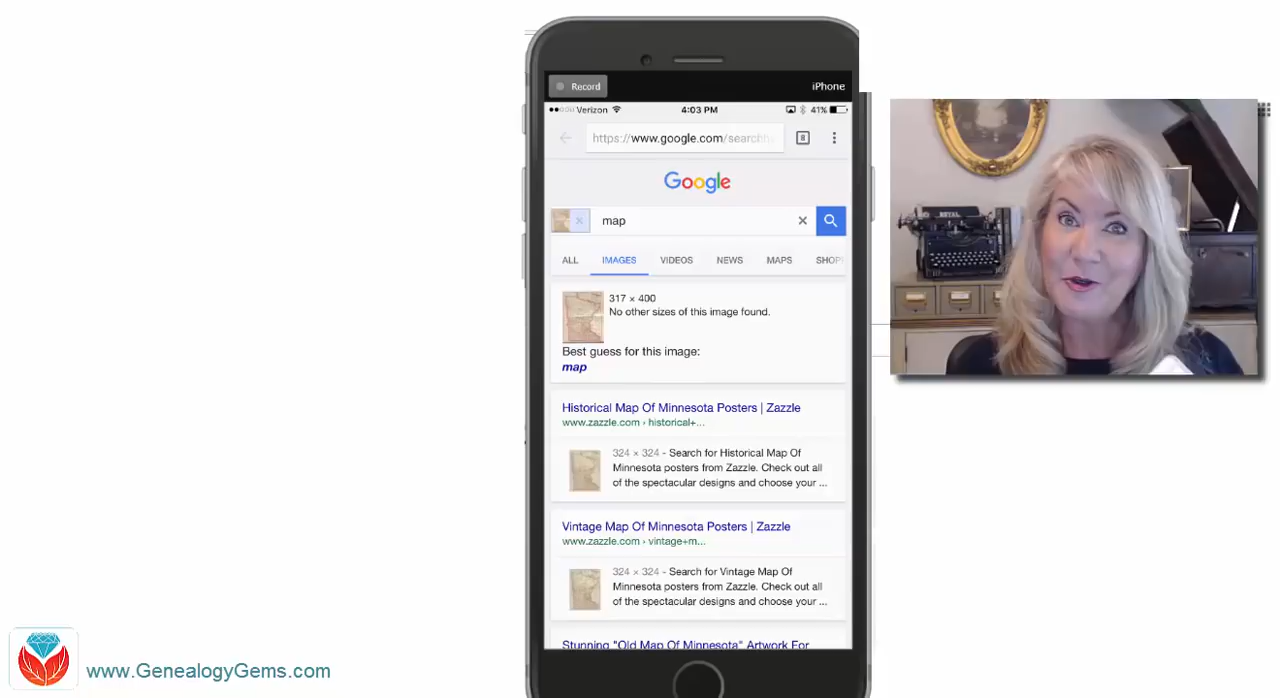 Record
iPhone
Verizon 4:03 PM 41%
https://www.google.com/search
8
Google
map
ALL IMAGES VIDEOS NEWS MAPS SHOP
317 × 400
No other sizes of this image found.
Best guess for this image:
map
Historical Map Of Minnesota Posters | Zazzle
www.zazzle.com › historical+...
324 × 324 - Search for Historical Map Of
Minnesota posters from Zazzle. Check out all
of the spectacular designs and choose your ...
Vintage Map Of Minnesota Posters | Zazzle
www.zazzle.com › vintage+m...
324 × 324 - Search for Vintage Map Of
Minnesota posters from Zazzle. Check out all
of the spectacular designs and choose your ...
Stunning "Old Map Of Minnesota" Artwork For
ROYAL
www.GenealogyGems.com